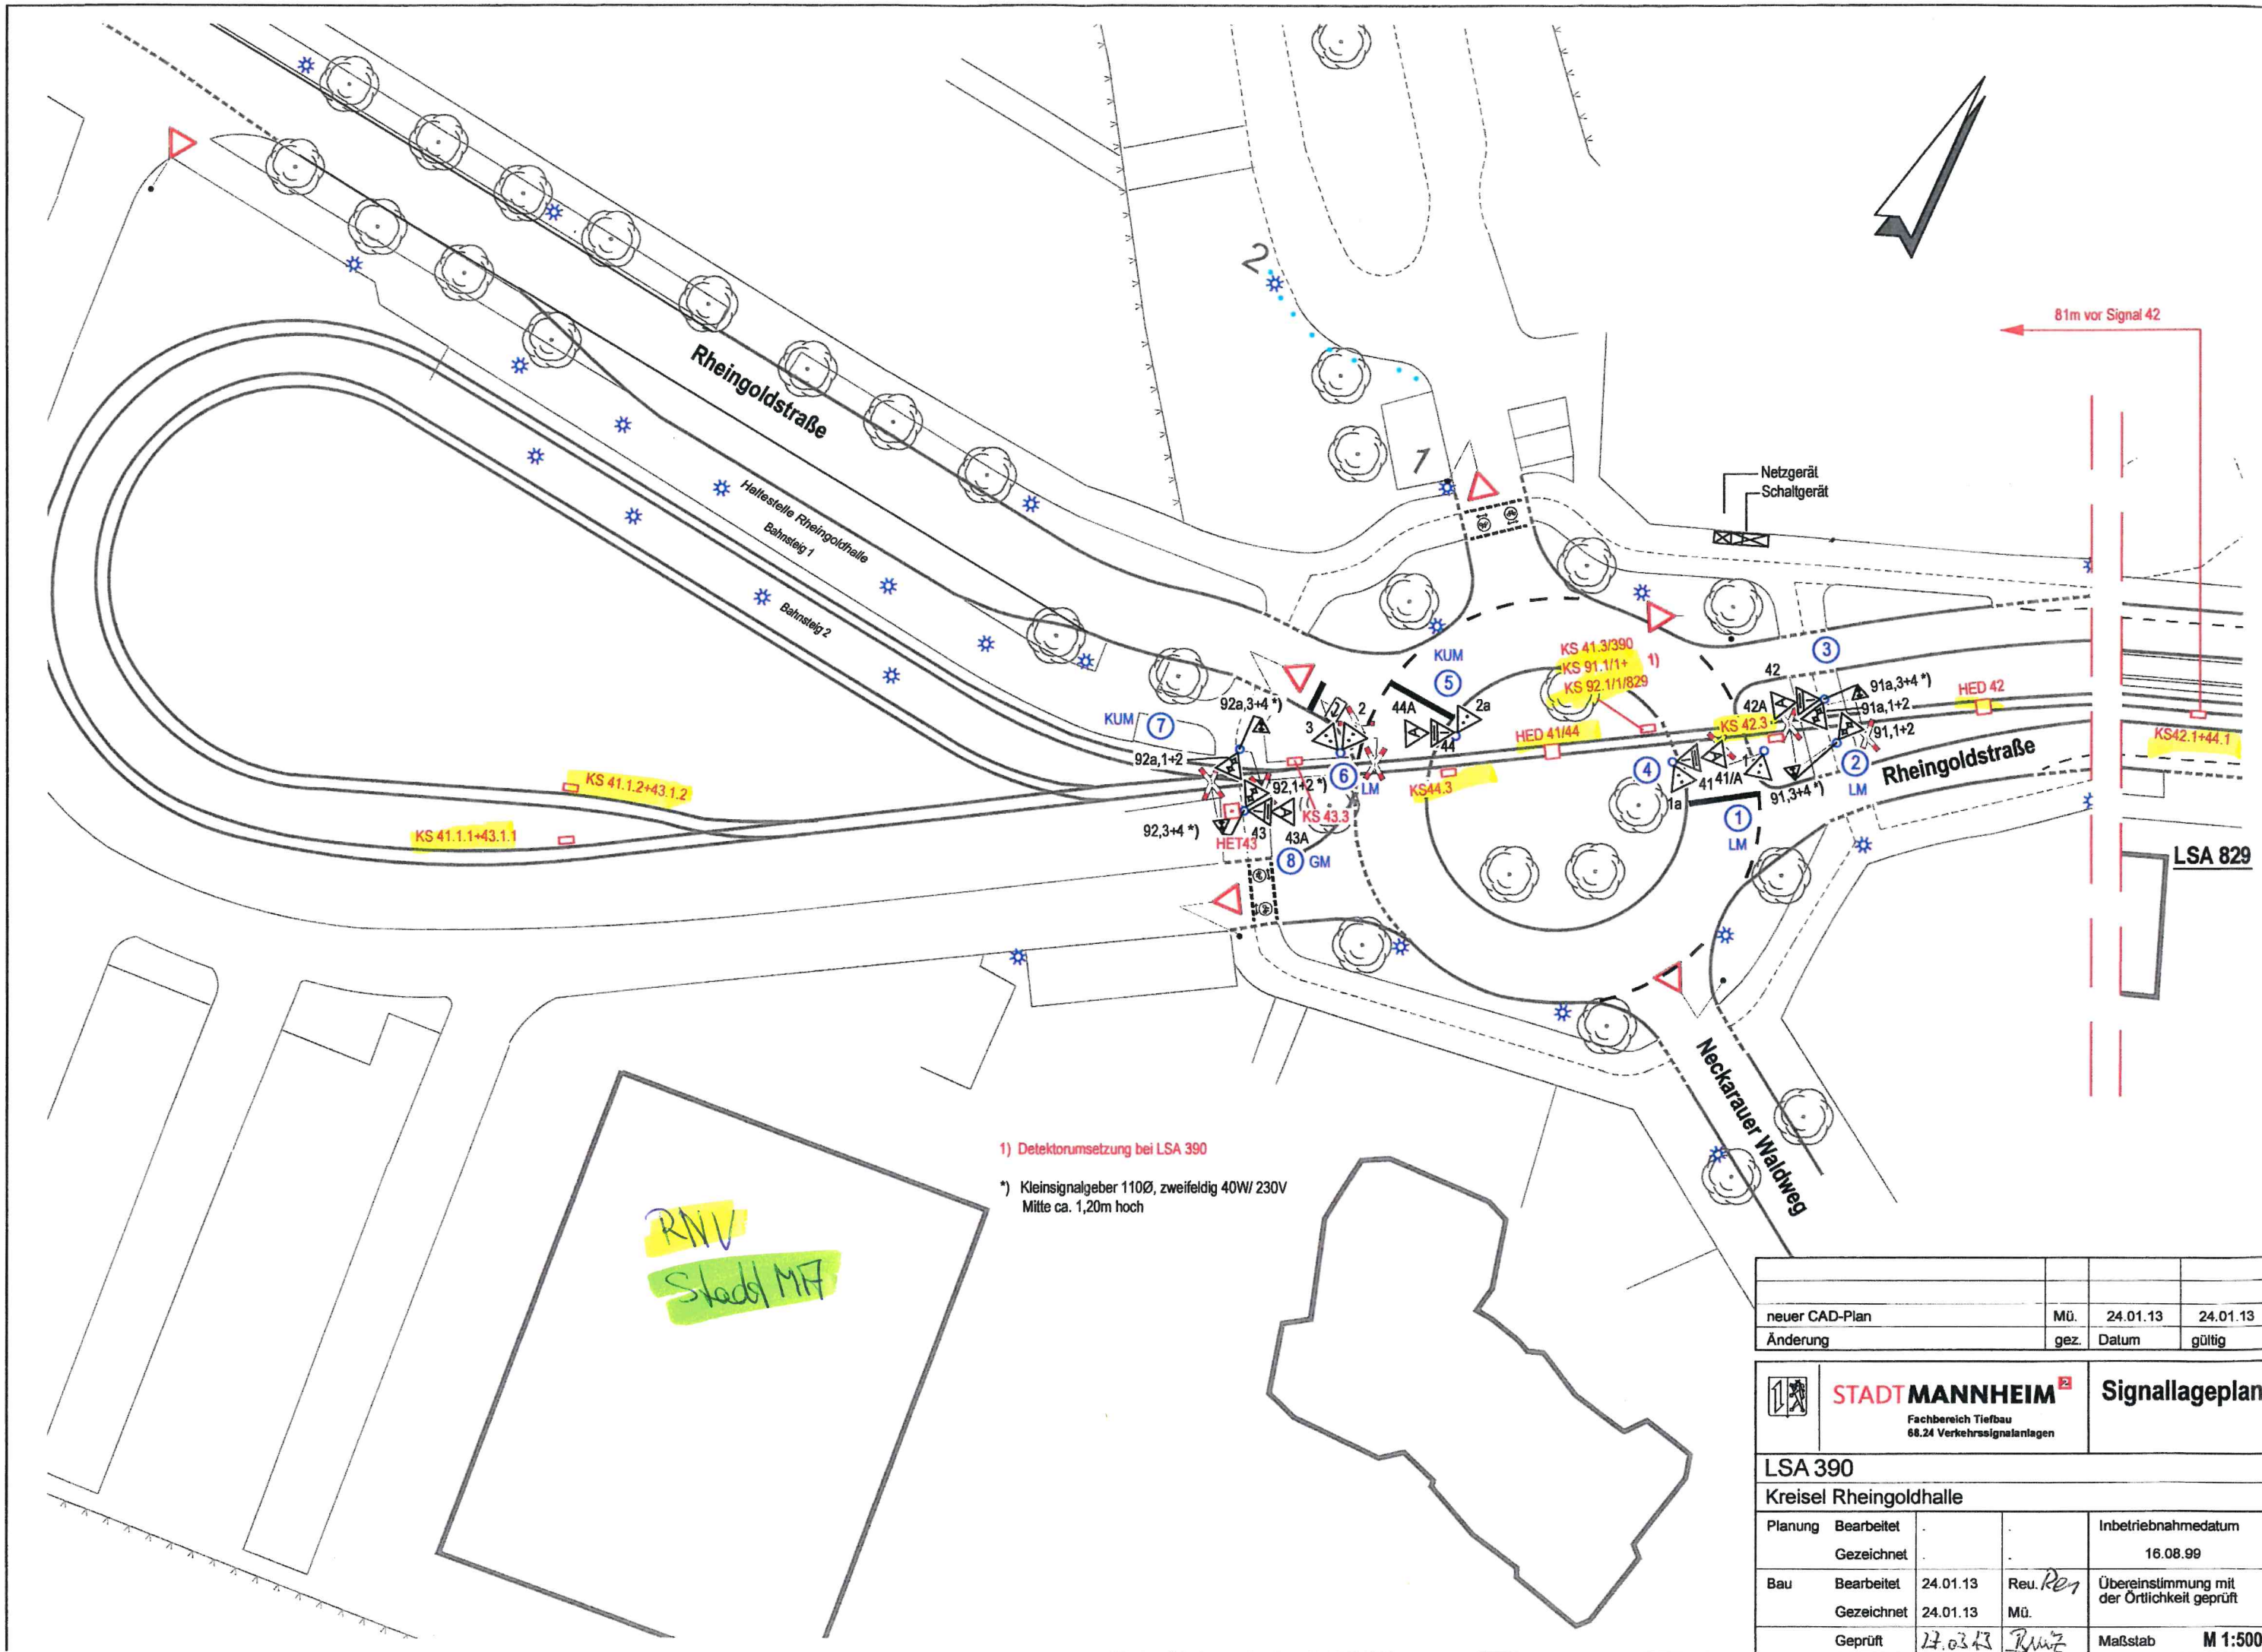 81m vor Signal 42
2
Rheingoldstraße
Netzgerät
Schaltgerät
1
Haltestelle Rheingoldhalle
Bahnsteig 1
Bahnsteig 2
KS 41.3/390
KS 91.1/1+ 1)
KS 92.1/1/829
KUM
5
3
42
91a,3+4 *)
42A
91a,1+2
HED 42
92a,3+4 *)
2
44A
2a
KS 42.3
91,1+2
KS42.1+44.1
KUM
7
3
44
HED 41/44
Rheingoldstraße
92a,1+2
6
LM
4
1
2
LM
KS 41.1.2+43.1.2
92,1+2 *)
KS44.3
41
41/A
91,3+4 *)
1a
KS 43.3
KS 41.1.1+43.1.1
92,3+4 *)
43
43A
1
LM
HET43
8
GM
LSA 829
Neckarauer Waldweg
1) Detektorumsetzung bei LSA 390
*) Kleinsignalgeber 110Ø, zweifeldig 40W/ 230V
Mitte ca. 1,20m hoch
RNV
Stadt MA
neuer CAD-Plan Mü. 24.01.13 24.01.13
Änderung gez. Datum gültig
STADT MANNHEIM
Fachbereich Tiefbau
68.24 Verkehrssignalanlagen
Signallageplan
LSA 390
Kreisel Rheingoldhalle
Planung Bearbeitet . . Inbetriebnahmedatum
Gezeichnet . . 16.08.99
Bau Bearbeitet 24.01.13 Reu. Übereinstimmung mit
der Örtlichkeit geprüft
Gezeichnet 24.01.13 Mü.
Geprüft 27.03.13 Maßstab M 1:500